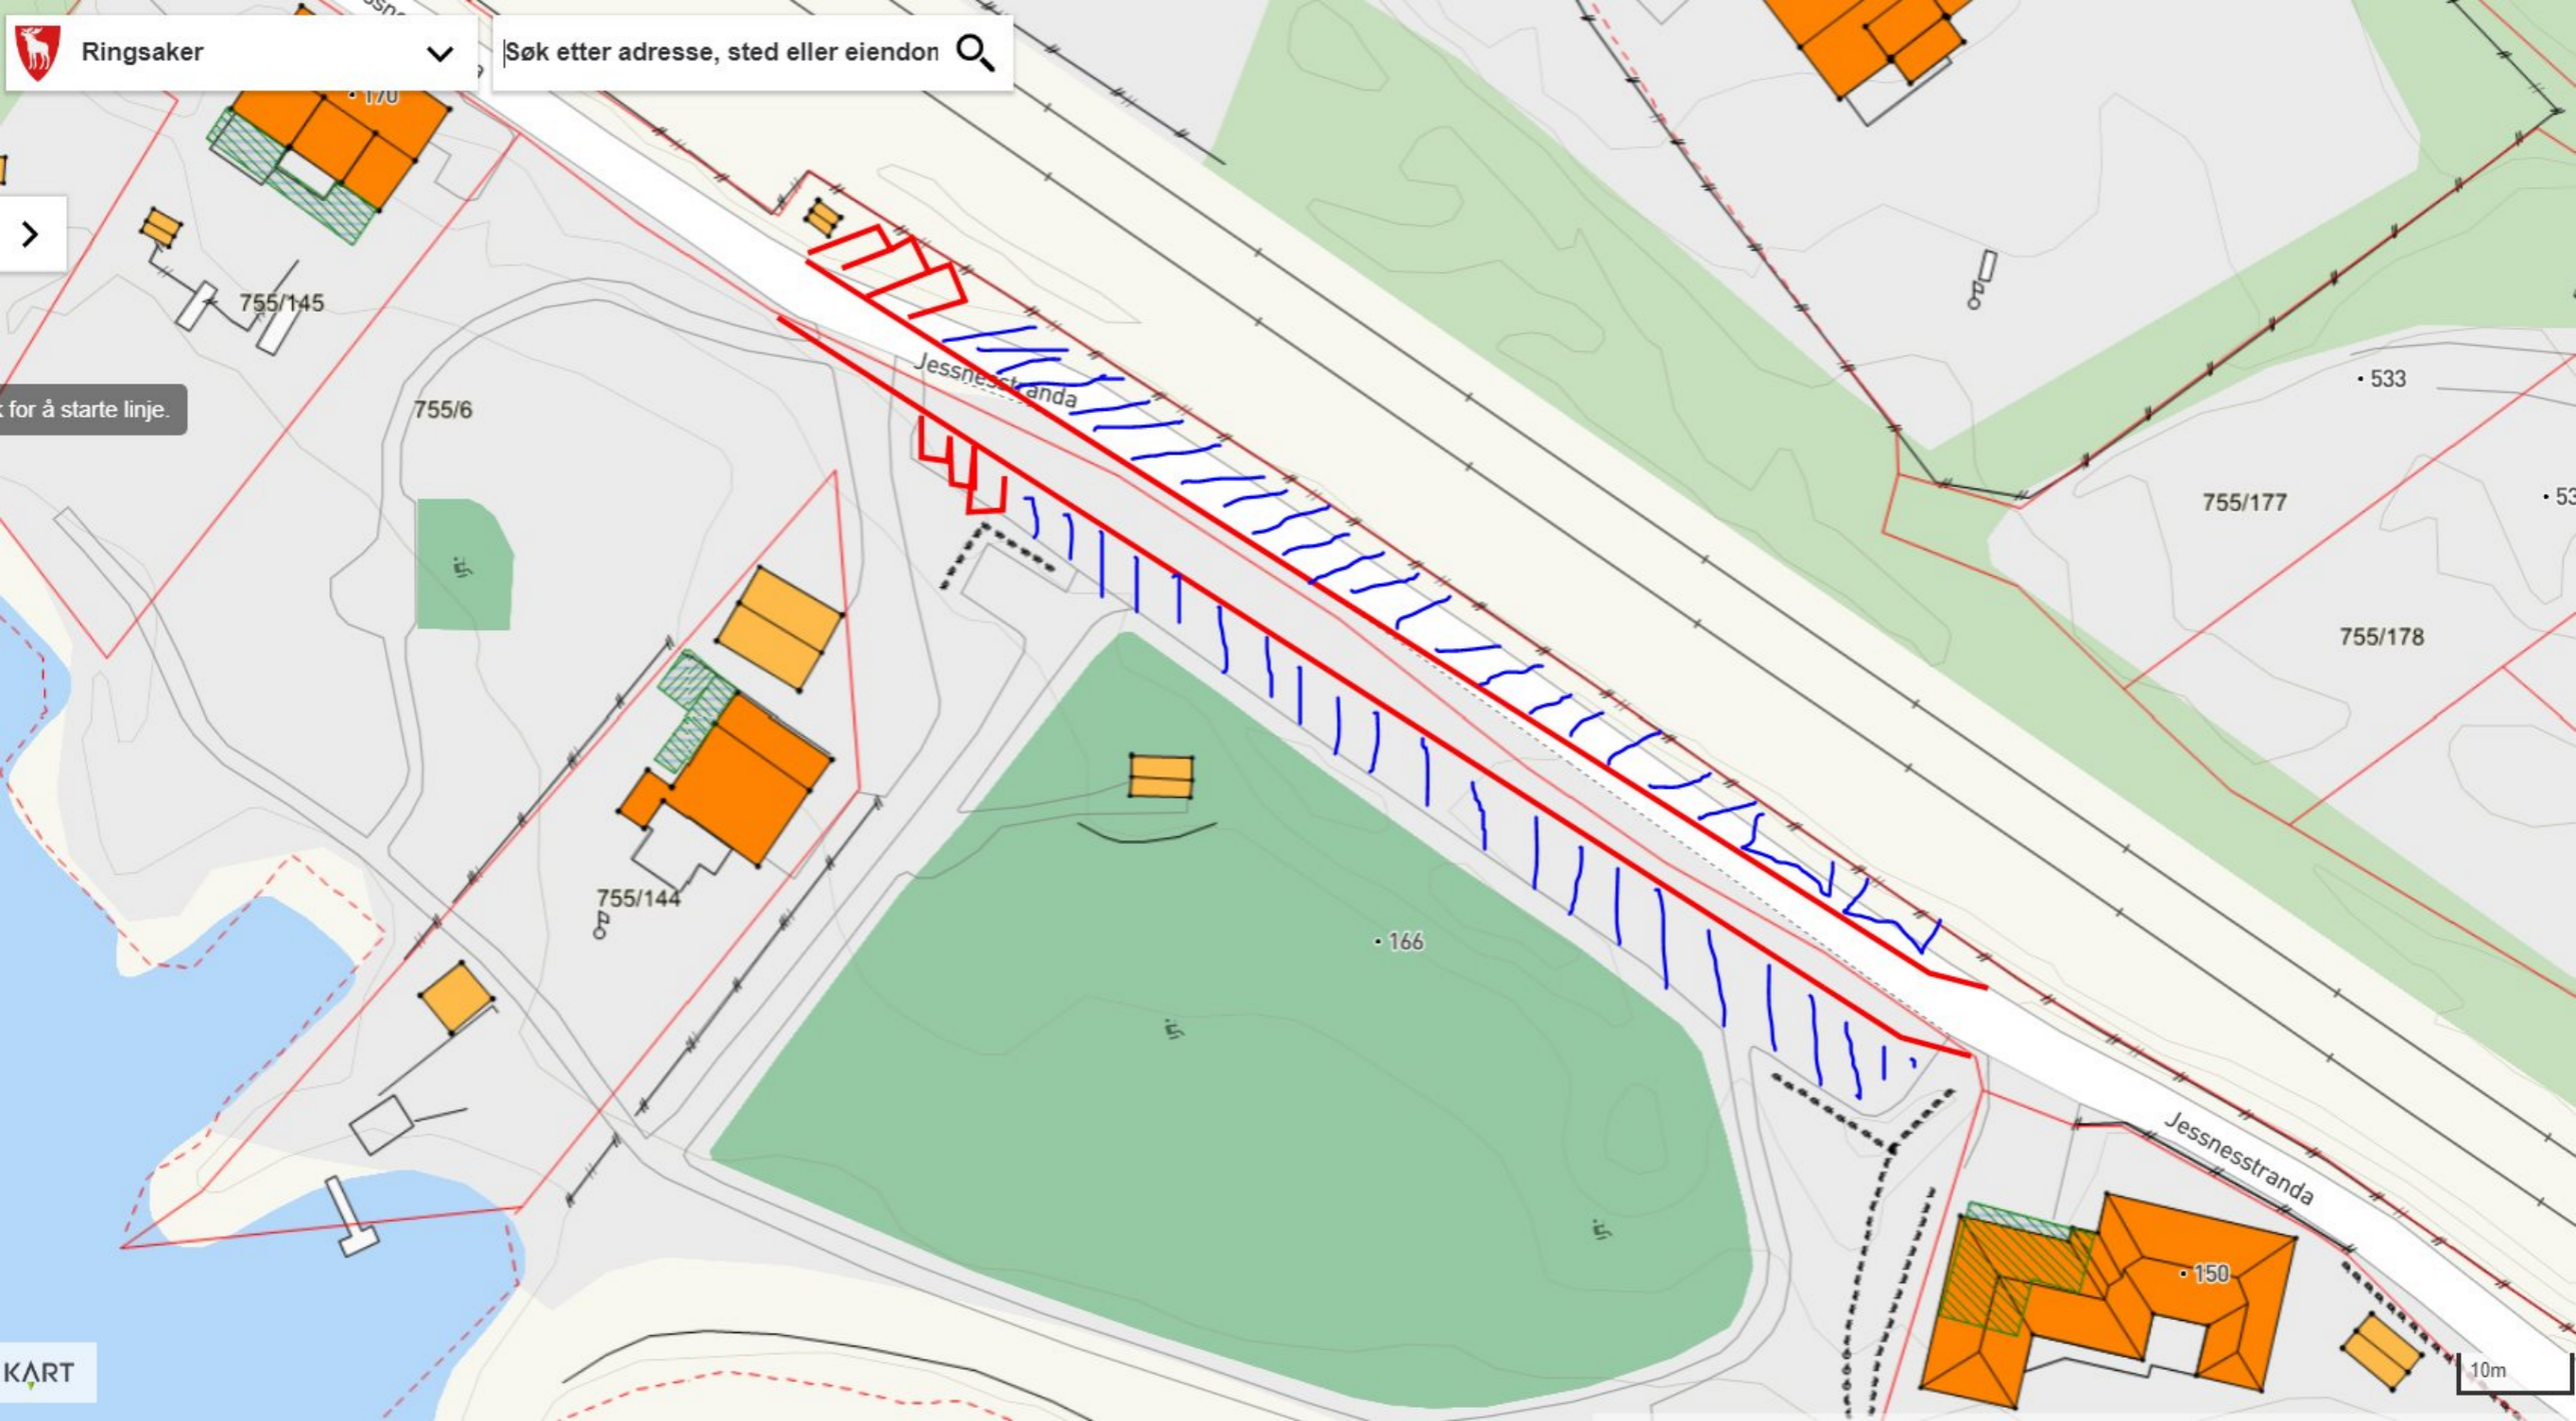 Ringsaker
Søk etter adresse, sted eller eiendon
170
755/145
755/6
for å starte linje.
Jessnesstranda
533
755/177
755/178
755/144
166
Jessnesstranda
150
KART
10m